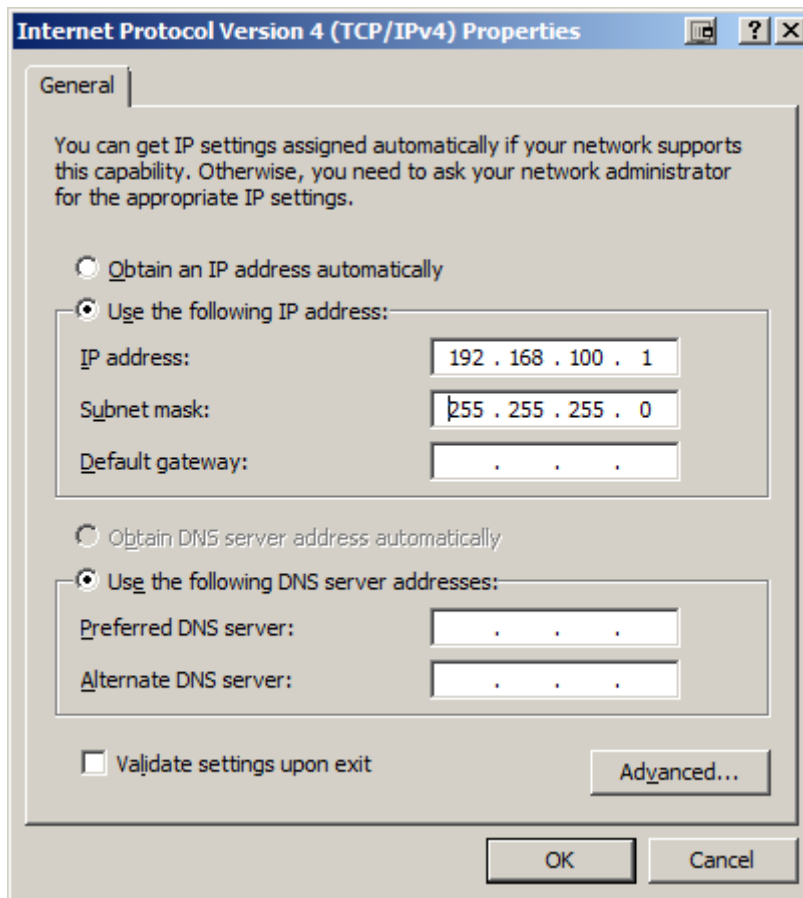 Internet Protocol Version 4 (TCP/IPv4) Properties
General
You can get IP settings assigned automatically if your network supports
this capability. Otherwise, you need to ask your network administrator
for the appropriate IP settings.
Obtain an IP address automatically
Use the following IP address:
IP address: 192 . 168 . 100 . 1
Subnet mask: 255 . 255 . 255 . 0
Default gateway: . . .
Obtain DNS server address automatically
Use the following DNS server addresses:
Preferred DNS server: . . .
Alternate DNS server: . . .
Validate settings upon exit
Advanced...
OK Cancel